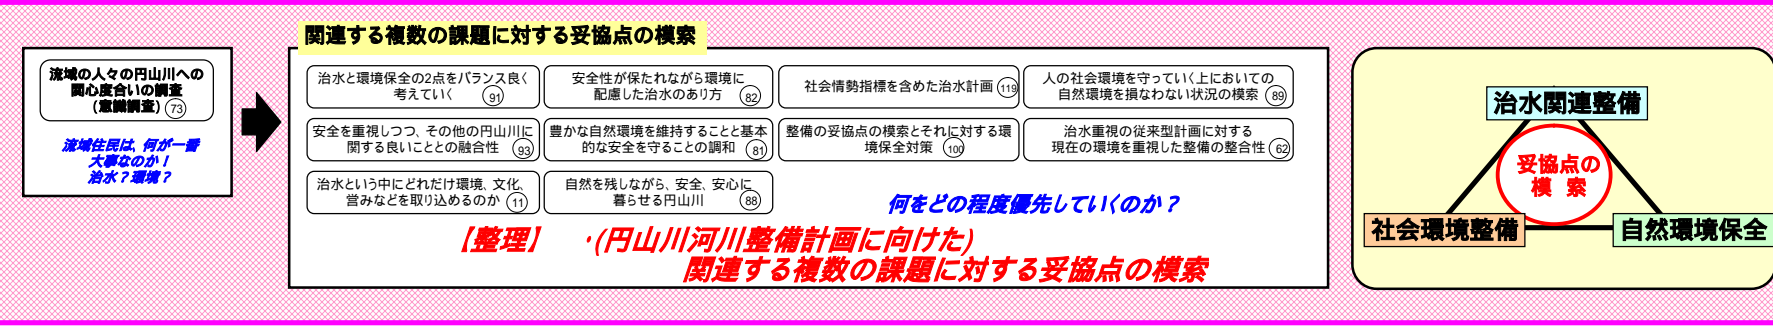 関連する複数の課題に対する妥協点の模索
流域の人々の円山川への
関心度合いの調査
(意識調査) 73
流域住民は、何が一番
大事なのか！
治水？環境？
治水と環境保全の2点をバランス良く
考えていく 91
安全性が保たれながら環境に
配慮した治水のあり方 82
社会情勢指標を含めた治水計画 119
人の社会環境を守っていく上においての
自然環境を損なわない状況の模索 89
安全を重視しつつ、その他の円山川に
関する良いこととの融合性 93
豊かな自然環境を維持することと基本
的な安全を守ることの調和 81
整備の妥協点の模索とそれに対する環
境保全対策 100
治水重視の従来型計画に対する
現在の環境を重視した整備の整合性 62
治水という中にどれだけ環境、文化、
営みなどを取り込めるのか 11
自然を残しながら、安全、安心に
暮らせる円山川 88
何をどの程度優先していくのか？
【整理】 ・(円山川河川整備計画に向けた)
関連する複数の課題に対する妥協点の模索
治水関連整備
妥協点の
模 索
社会環境整備
自然環境保全